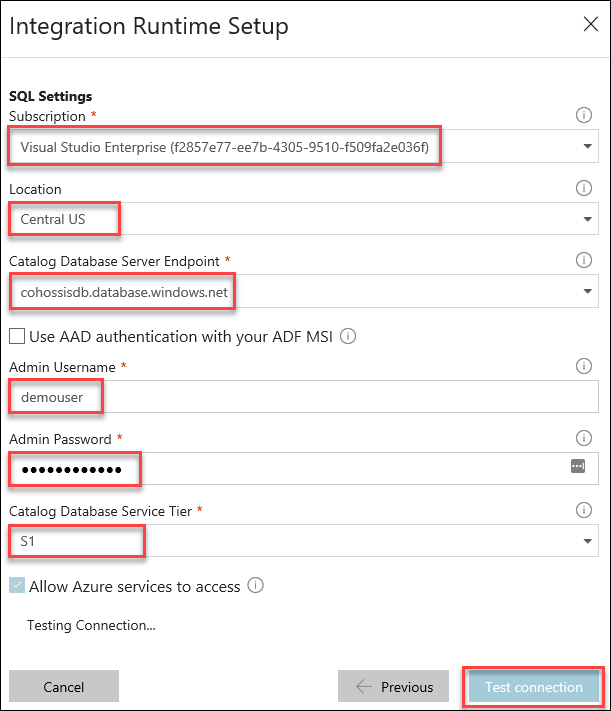 Integration Runtime Setup
SQL Settings
Subscription *
Visual Studio Enterprise (f2857e77-ee7b-4305-9510-f509fa2e036f)
Location
Central US
Catalog Database Server Endpoint *
cohossisdb.database.windows.net
Use AAD authentication with your ADF MSI
Admin Username *
demouser
Admin Password *
••••••••••••
Catalog Database Service Tier *
S1
Allow Azure services to access
Testing Connection...
Cancel
Previous
Test connection